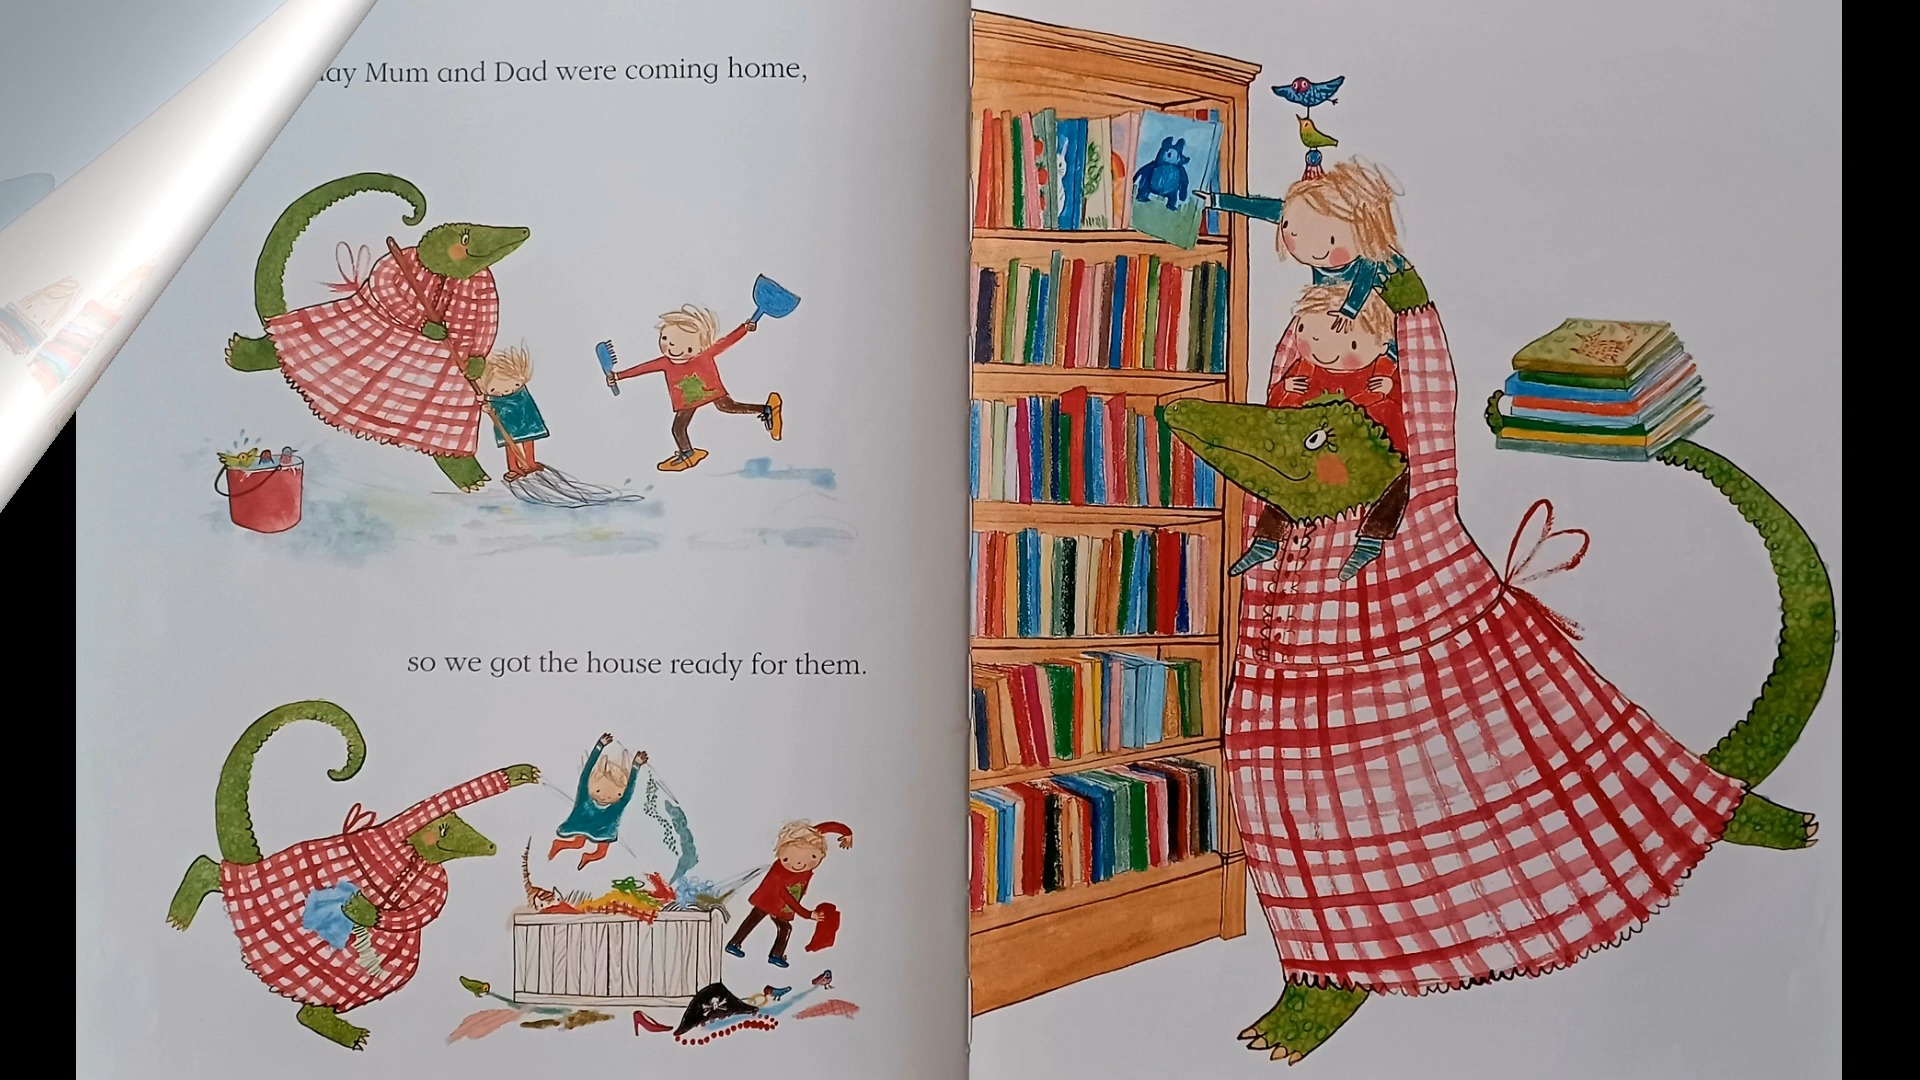 Mum and Dad were coming home,
so we got the house ready for them.